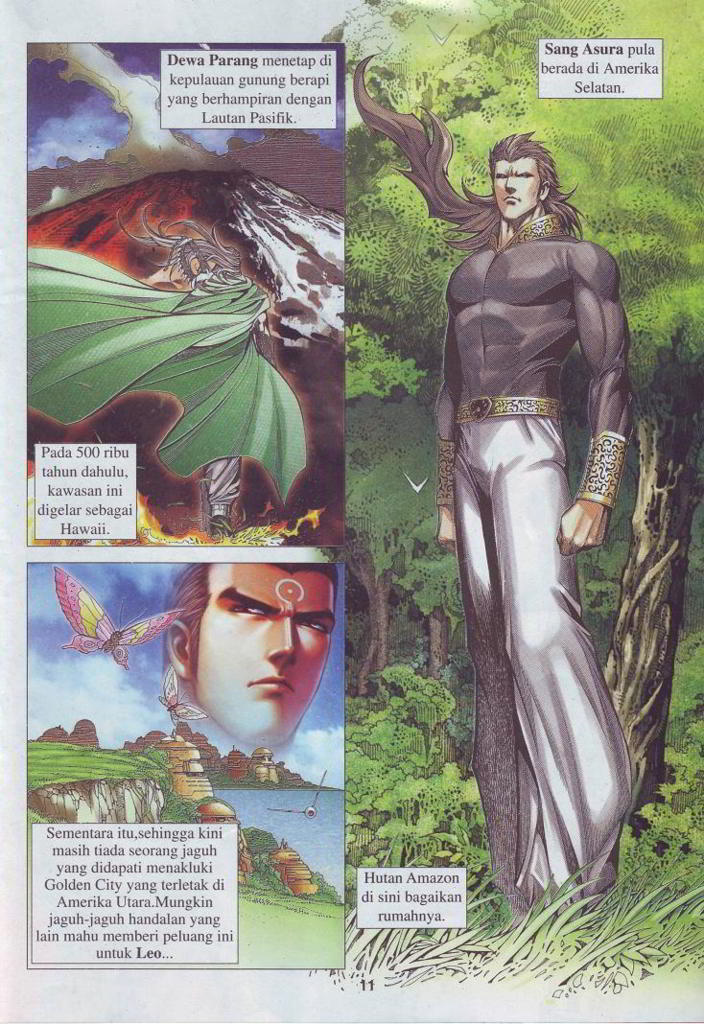 Dewa Parang menetap di
kepulauan gunung berapi
yang berhampiran dengan
Lautan Pasifik.
Sang Asura pula
berada di Amerika
Selatan.
Pada 500 ribu
tahun dahulu,
kawasan ini
digelar sebagai
Hawaii.
Sementara itu,sehingga kini
masih tiada seorang jaguh
yang didapati menakluki
Golden City yang terletak di
Amerika Utara.Mungkin
jaguh-jaguh handalan yang
lain mahu memberi peluang ini
untuk Leo...
Hutan Amazon
di sini bagaikan
rumahnya.
11